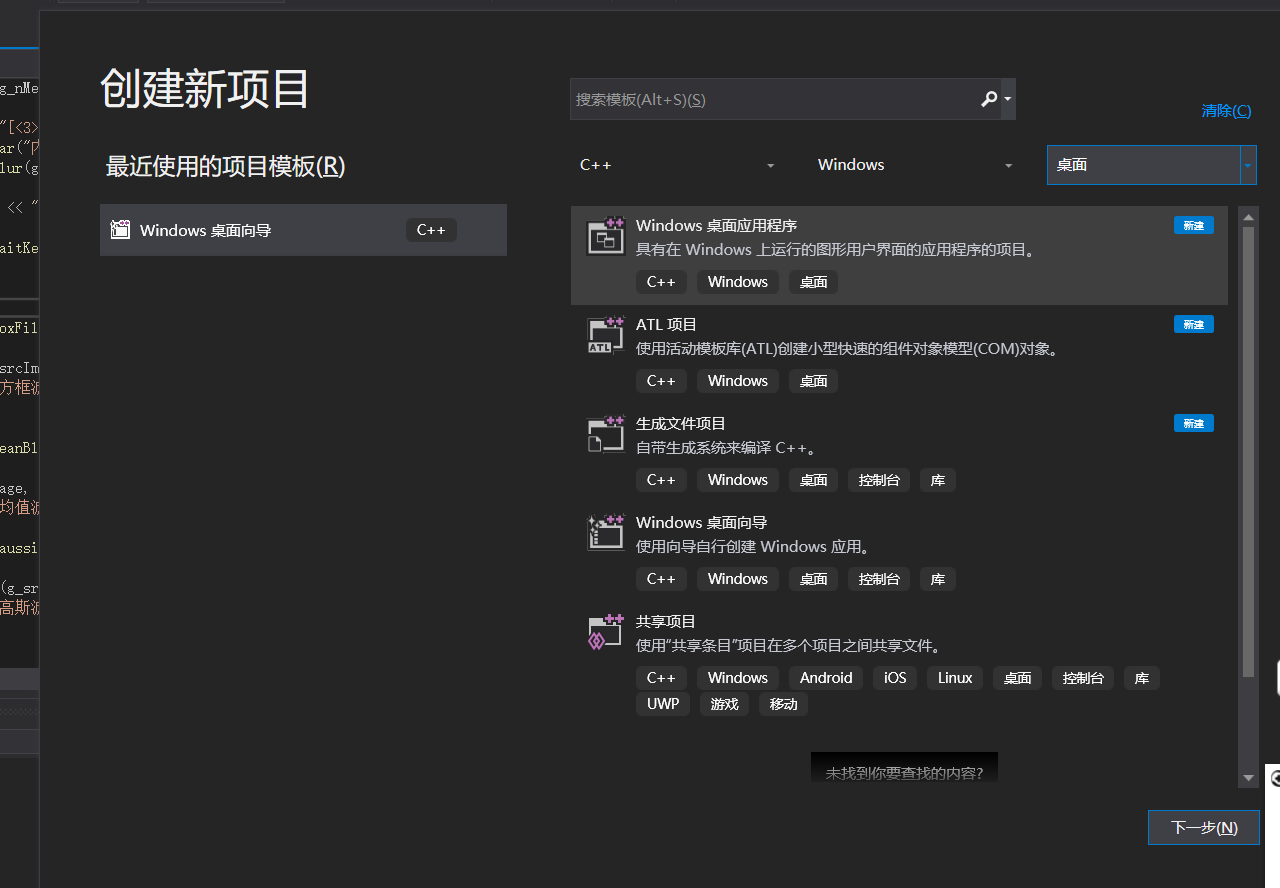 创建新项目
搜索模板(Alt+S)(S)
清除(C)
最近使用的项目模板(R)
C++
Windows
桌面
Windows 桌面向导
C++
Windows 桌面应用程序
新建
具有在 Windows 上运行的图形用户界面的应用程序的项目。
C++ Windows 桌面
ATL 项目
新建
ATL
使用活动模板库(ATL)创建小型快速的组件对象模型(COM)对象。
C++ Windows 桌面
生成文件项目
新建
自带生成系统来编译 C++。
C++ Windows 桌面 控制台 库
Windows 桌面向导
使用向导自行创建 Windows 应用。
C++ Windows 桌面 控制台 库
共享项目
使用“共享条目”项目在多个项目之间共享文件。
C++ Windows Android iOS Linux 桌面 控制台 库
UWP 游戏 移动
未找到你要查找的内容?
下一步(N)
g_nMe
"[<3>
ar("内
lur(g
<< "
aitKe
oxFil
srcIm
方框滤
eanBl
age,
均值滤
aussi
(g_sr
高斯滤